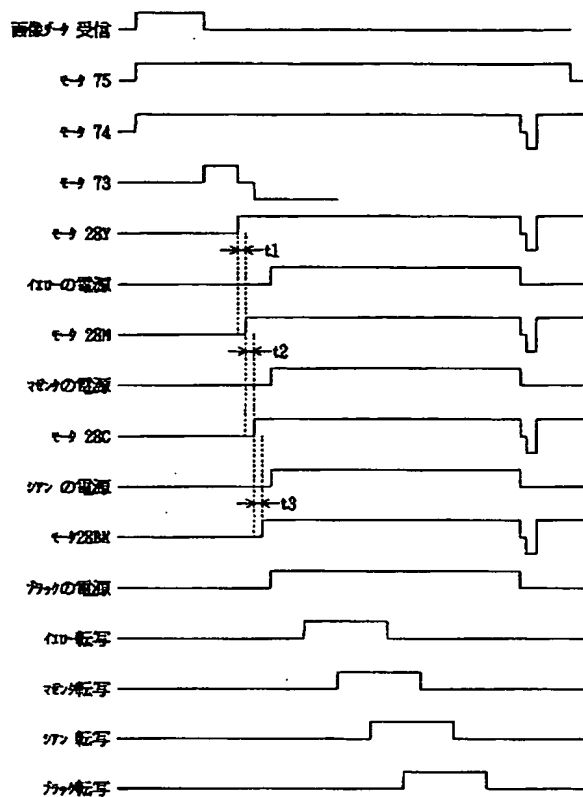 画像ﾃﾞｰﾀ 受信
ﾓｰﾀ 75
ﾓｰﾀ 74
ﾓｰﾀ 73
ﾓｰﾀ 28Y
t1
ｲｴﾛｰの電源
ﾓｰﾀ 28M
t2
ﾏｾﾞﾝﾀの電源
ﾓｰﾀ 28C
ｼｱﾝ の電源
t3
ﾓｰﾀ28BK
ﾌﾞﾗｯｸの電源
ｲｴﾛｰ転写
ﾏｾﾞﾝﾀ転写
ｼｱﾝ 転写
ﾌﾞﾗｯｸ転写